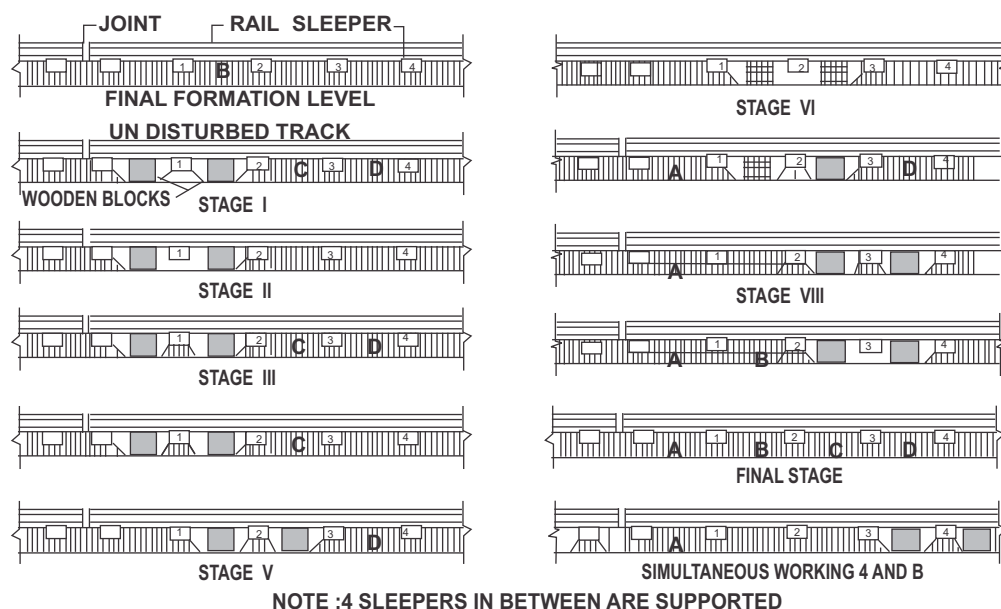 JOINT RAIL SLEEPER
1 B 2 3 4
FINAL FORMATION LEVEL
UN DISTURBED TRACK
1 2 C 3 D 4
WOODEN BLOCKS
STAGE I
1 2 3 4
STAGE II
1 2 C 3 D 4
STAGE III
1 2 C 3 4
1 2 3 D 4
STAGE V
1 2 3 4
STAGE VI
A 1 2 3 D 4
A 1 2 3 4
STAGE VIII
A 1 B 2 3 4
A 1 B 2 C 3 D 4
FINAL STAGE
A 1 2 3 4
SIMULTANEOUS WORKING 4 AND B
NOTE :4 SLEEPERS IN BETWEEN ARE SUPPORTED